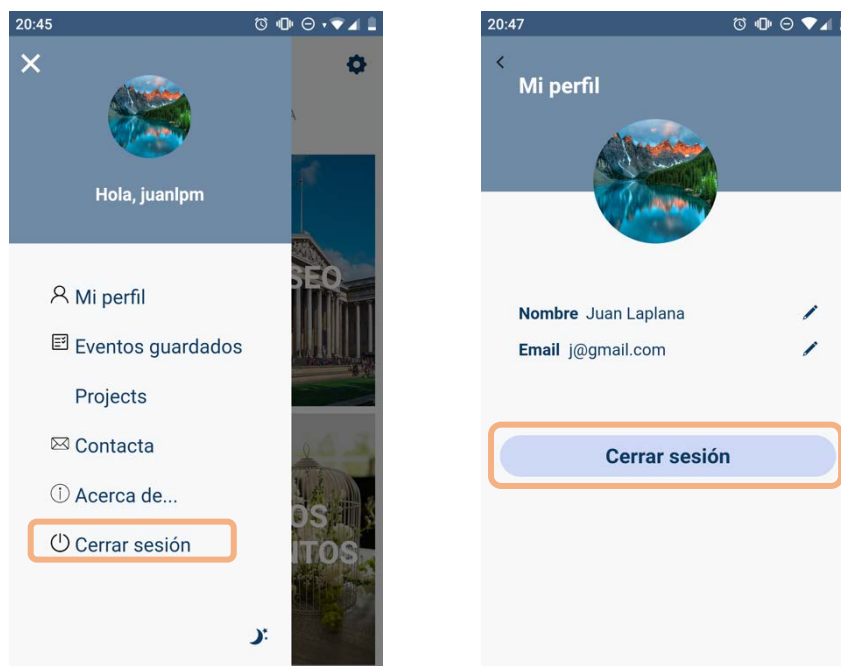 20:45
Hola, juanlpm
Mi perfil
Eventos guardados
Projects
Contacta
Acerca de...
Cerrar sesión
20:47
Mi perfil
Nombre Juan Laplana
Email j@gmail.com
Cerrar sesión